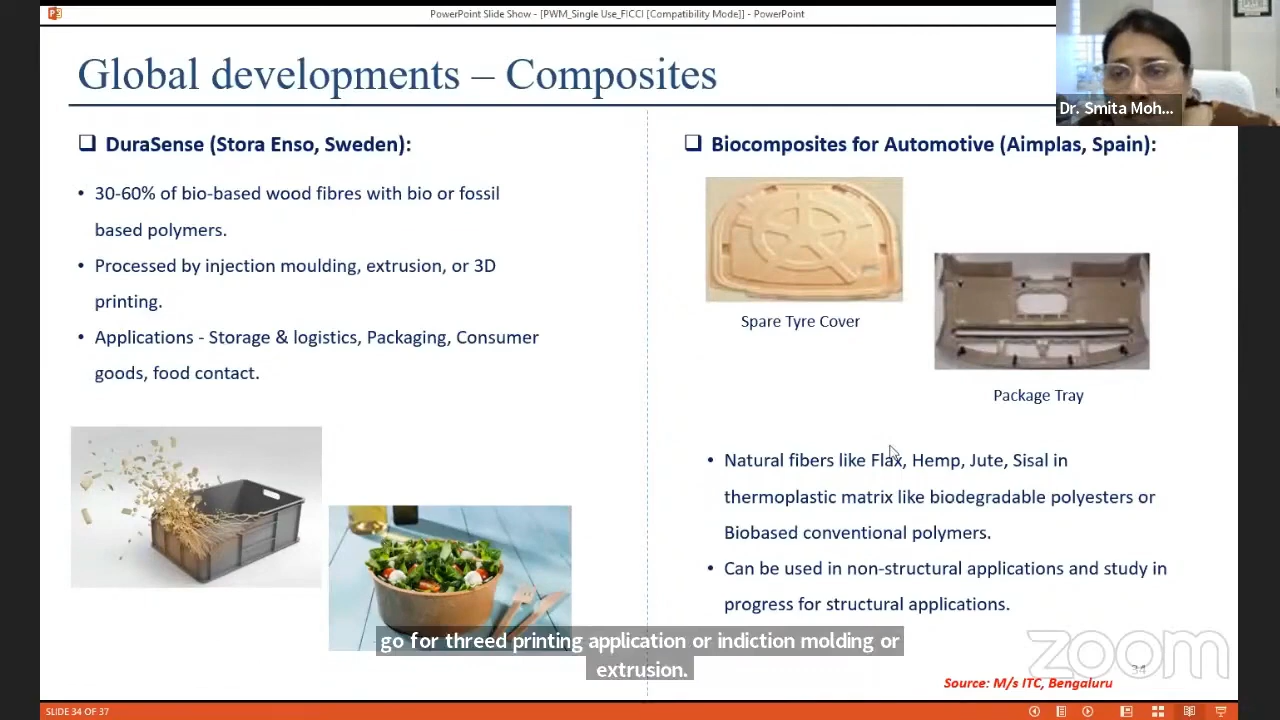 PowerPoint Slide Show - [PWM_Single Use_FICCI [Compatibility Mode]] - PowerPoint
Global developments – Composites
Dr. Smita Moh...
DuraSense (Stora Enso, Sweden):
• 30-60% of bio-based wood fibres with bio or fossil
based polymers.
• Processed by injection moulding, extrusion, or 3D
printing.
• Applications - Storage & logistics, Packaging, Consumer
goods, food contact.
Biocomposites for Automotive (Aimplas, Spain):
Spare Tyre Cover
Package Tray
• Natural fibers like Flax, Hemp, Jute, Sisal in
thermoplastic matrix like biodegradable polyesters or
Biobased conventional polymers.
• Can be used in non-structural applications and study in
progress for structural applications.
go for threed printing application or indiction molding or
extrusion.
zoom
34
Source: M/s ITC, Bengaluru
SLIDE 34 OF 37